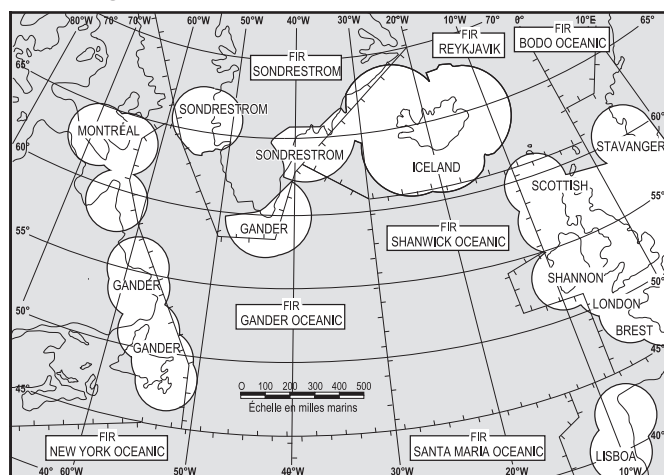 80°W 70°W 60°W 50°W 40°W 30°W 20°W 10°W 70° 0° 10°E 65°
FIR
REYKJAVIK
FIR
BODO OCEANIC
FIR
SONDRESTROM
65°
SONDRESTROM
MONTRÉAL
60°
60°
STAVANGER
SONDRESTROM
ICELAND
SCOTTISH
55°
GANDER
FIR
SHANWICK OCEANIC
55°
SHANNON
50°
GANDER
FIR
GANDER OCEANIC
LONDON
50°
BREST
GANDER
45°
45°
0 100 200 300 400 500
Échelle en milles marins
FIR
NEW YORK OCEANIC
FIR
SANTA MARIA OCEANIC
40°
LISBOA
40° 60°W 50°W 40°W 30°W 20°W 10°W